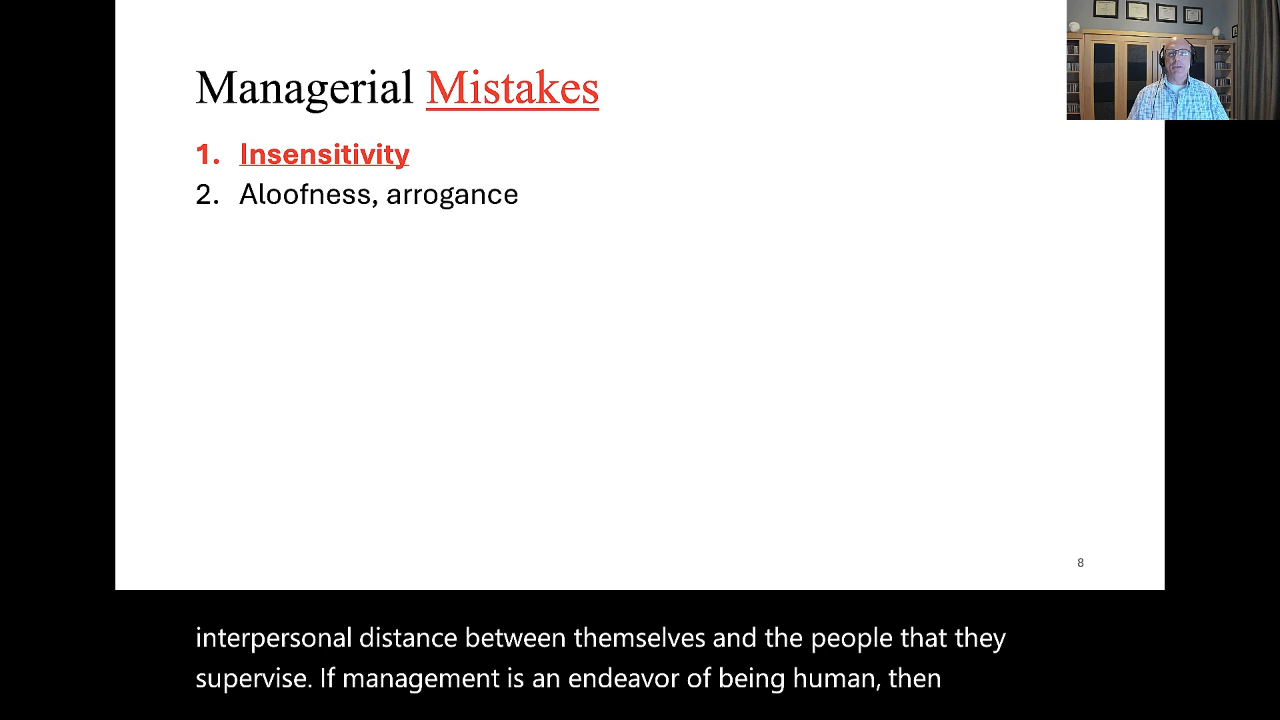 Managerial Mistakes
1. Insensitivity
2. Aloofness, arrogance
8
interpersonal distance between themselves and the people that they
supervise. If management is an endeavor of being human, then